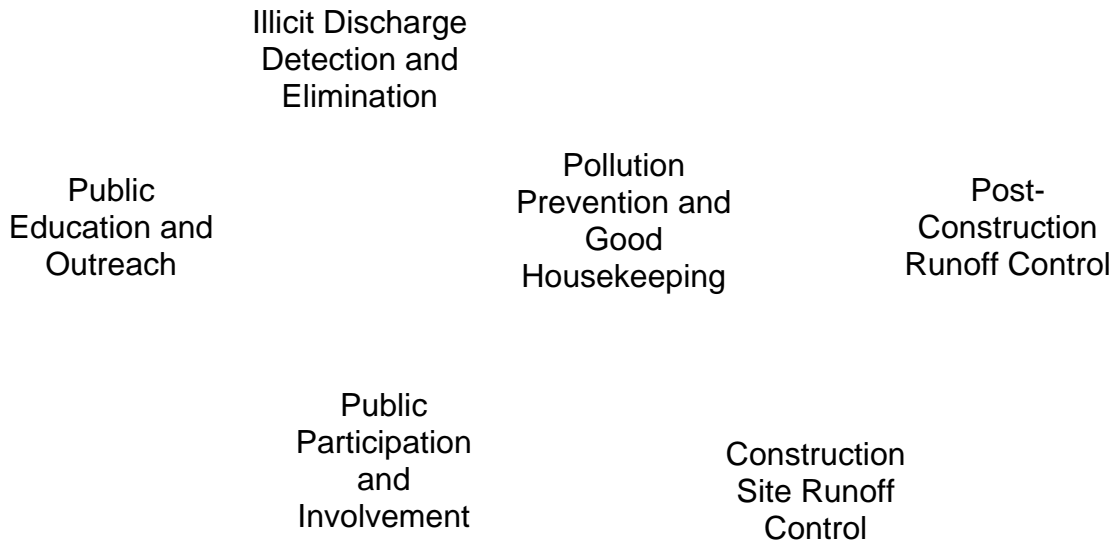 Illicit Discharge
Detection and
Elimination
Public
Education and
Outreach
Pollution
Prevention and
Good
Housekeeping
Post-
Construction
Runoff Control
Public
Participation
and
Involvement
Construction
Site Runoff
Control